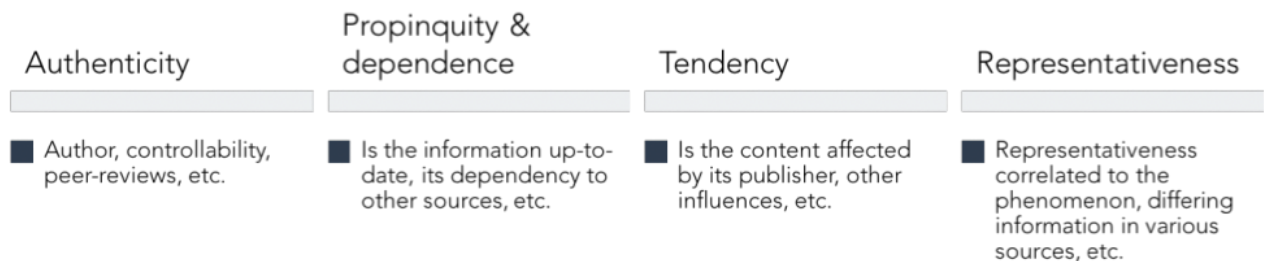 Authenticity
Author, controllability,
peer-reviews, etc.
Propinquity &
dependence
Is the information up-to-
date, its dependency to
other sources, etc.
Tendency
Is the content affected
by its publisher, other
influences, etc.
Representativeness
Representativeness
correlated to the
phenomenon, differing
information in various
sources, etc.